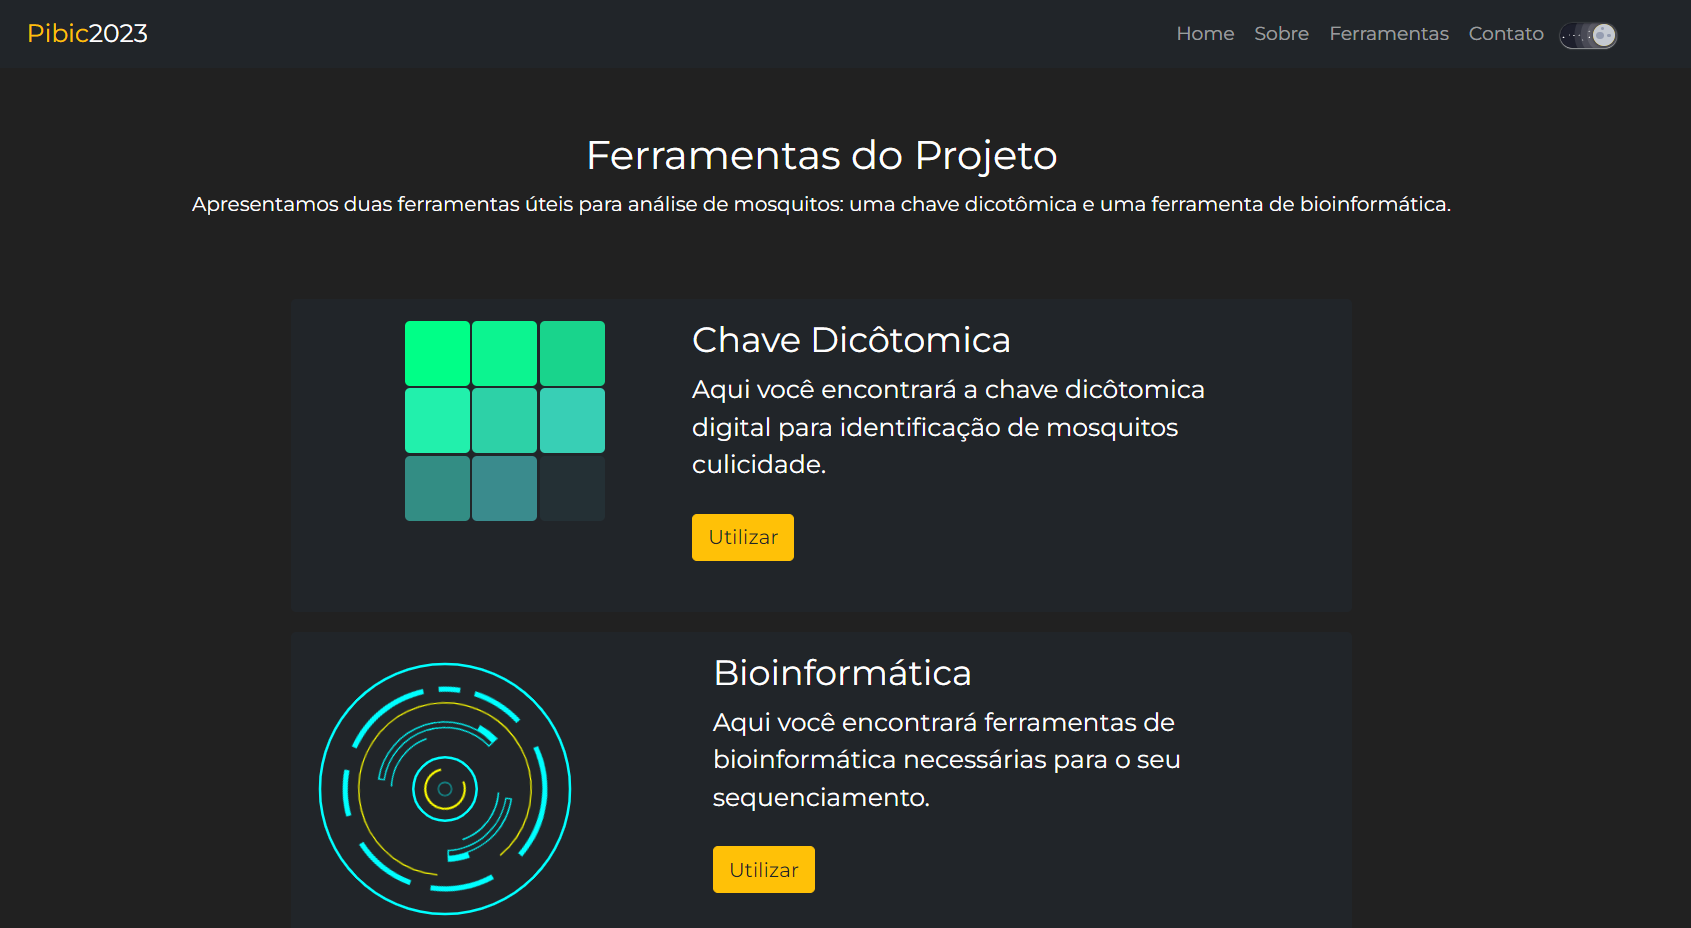 Pibic2023
Home Sobre Ferramentas Contato
Ferramentas do Projeto
Apresentamos duas ferramentas úteis para análise de mosquitos: uma chave dicotômica e uma ferramenta de bioinformática.
Chave Dicôtomica
Aqui você encontrará a chave dicôtomica
digital para identificação de mosquitos
culicidade.
Utilizar
Bioinformática
Aqui você encontrará ferramentas de
bioinformática necessárias para o seu
sequenciamento.
Utilizar